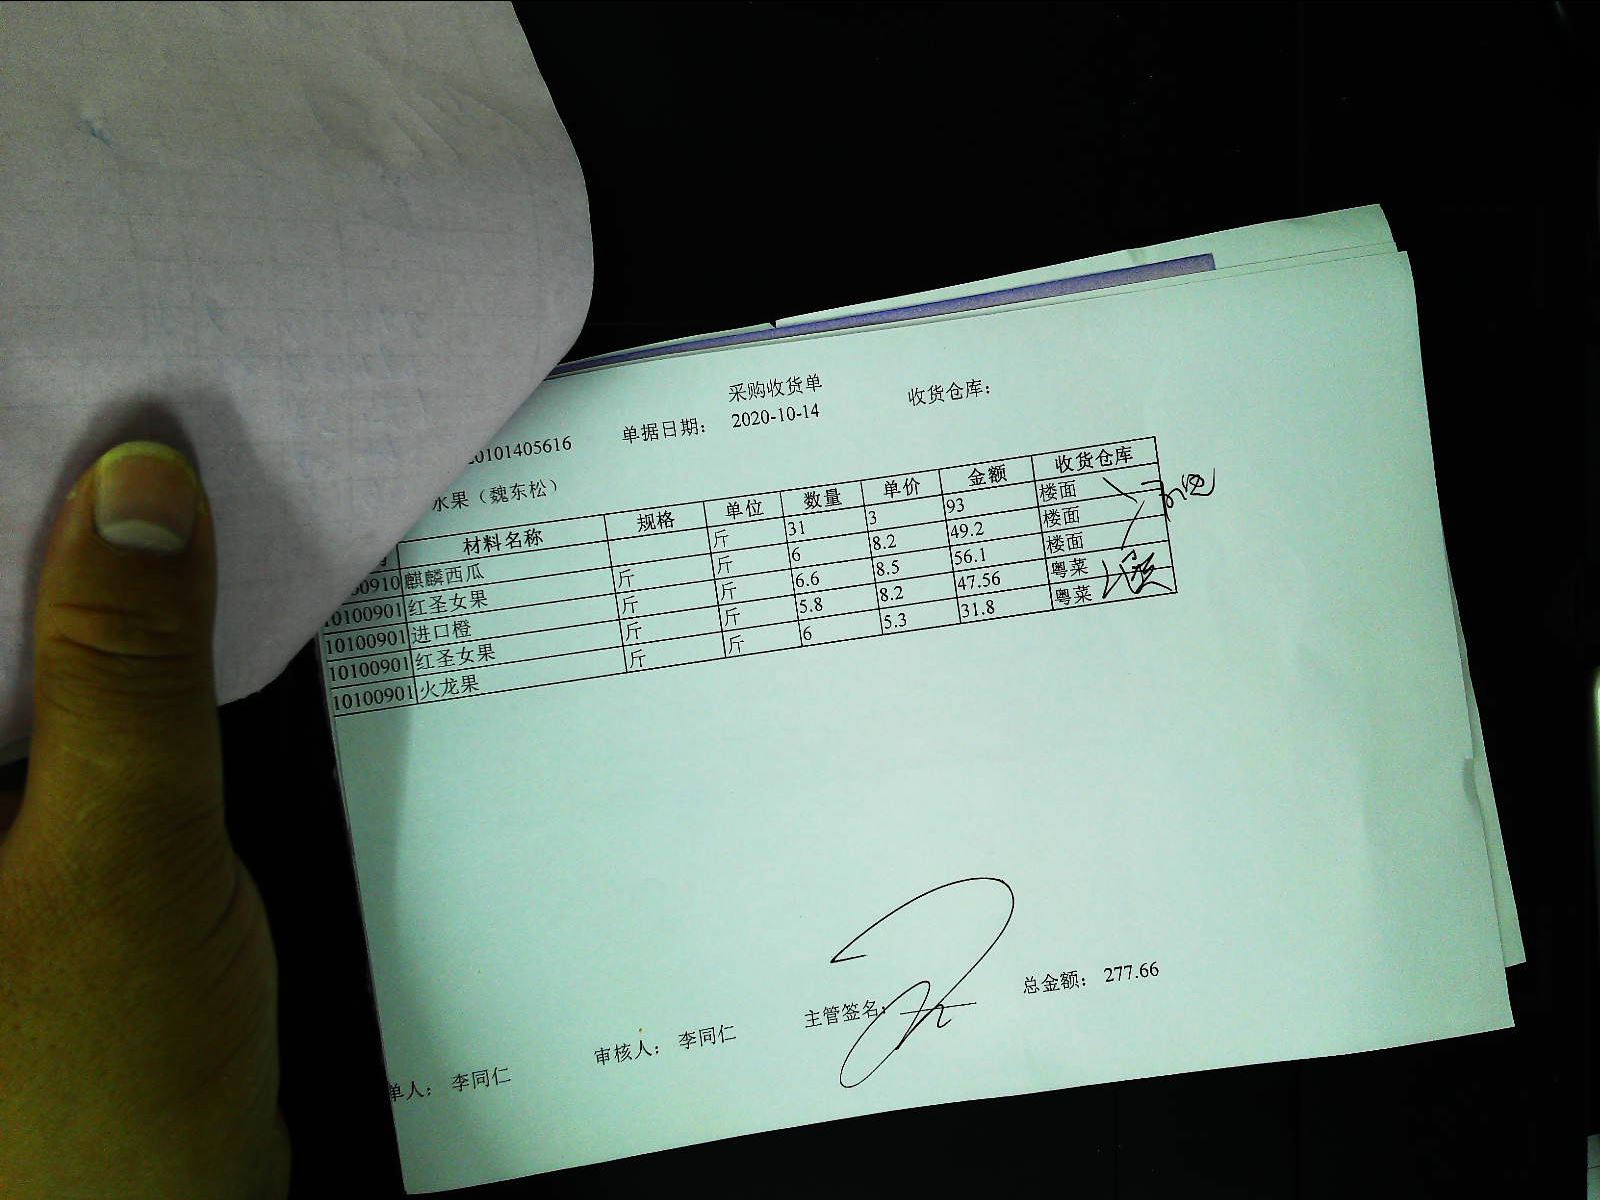 采购收货单
20101405616 单据日期： 2020-10-14 收货仓库：
水果（魏东松）
材料名称 规格 单位 数量 单价 金额 收货仓库
00910 麒麟西瓜 斤 31 3 93 楼面
10100901 红圣女果 斤 斤 6 8.2 49.2 楼面
10100901 进口橙 斤 斤 6.6 8.5 56.1 楼面
10100901 红圣女果 斤 斤 5.8 8.2 47.56 粤菜
10100901 火龙果 斤 斤 6 5.3 31.8 粤菜
单人： 李同仁 审核人： 李同仁 主管签名： 总金额： 277.66